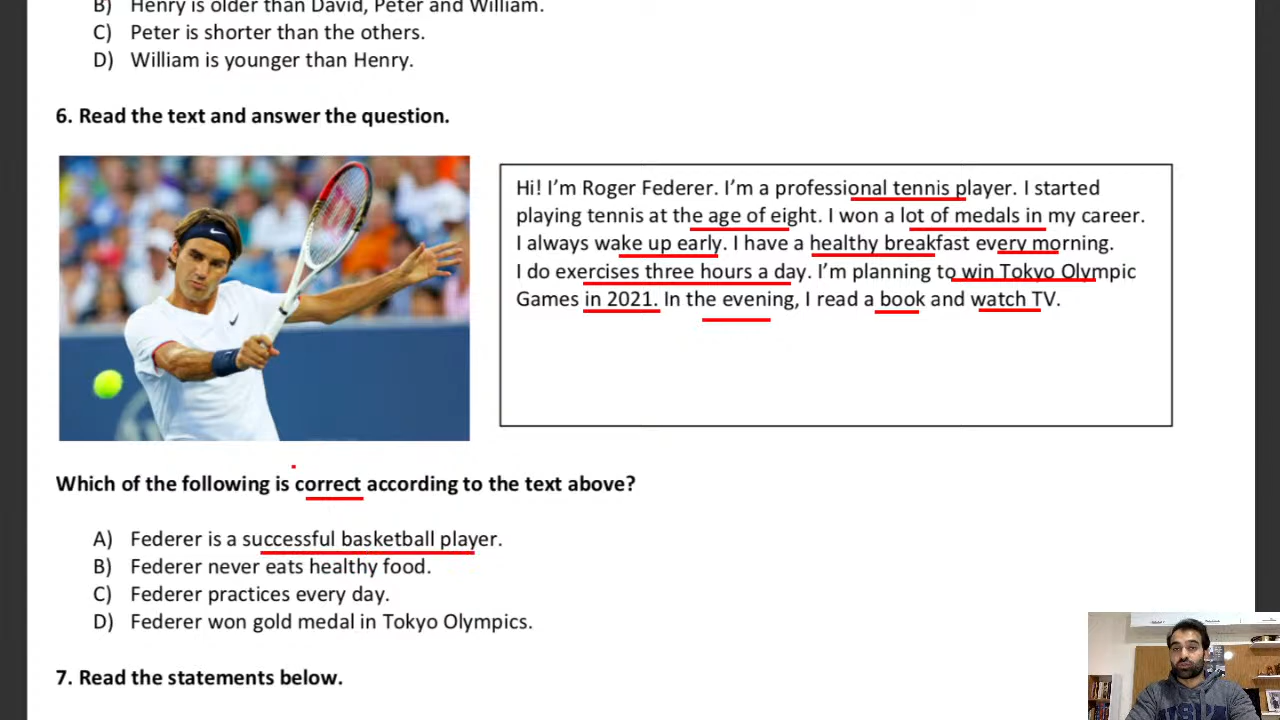 B) Henry is older than David, Peter and William.
C) Peter is shorter than the others.
D) William is younger than Henry.
6. Read the text and answer the question.
Hi! I’m Roger Federer. I’m a professional tennis player. I started
playing tennis at the age of eight. I won a lot of medals in my career.
I always wake up early. I have a healthy breakfast every morning.
I do exercises three hours a day. I’m planning to win Tokyo Olympic
Games in 2021. In the evening, I read a book and watch TV.
Which of the following is correct according to the text above?
A) Federer is a successful basketball player.
B) Federer never eats healthy food.
C) Federer practices every day.
D) Federer won gold medal in Tokyo Olympics.
7. Read the statements below.